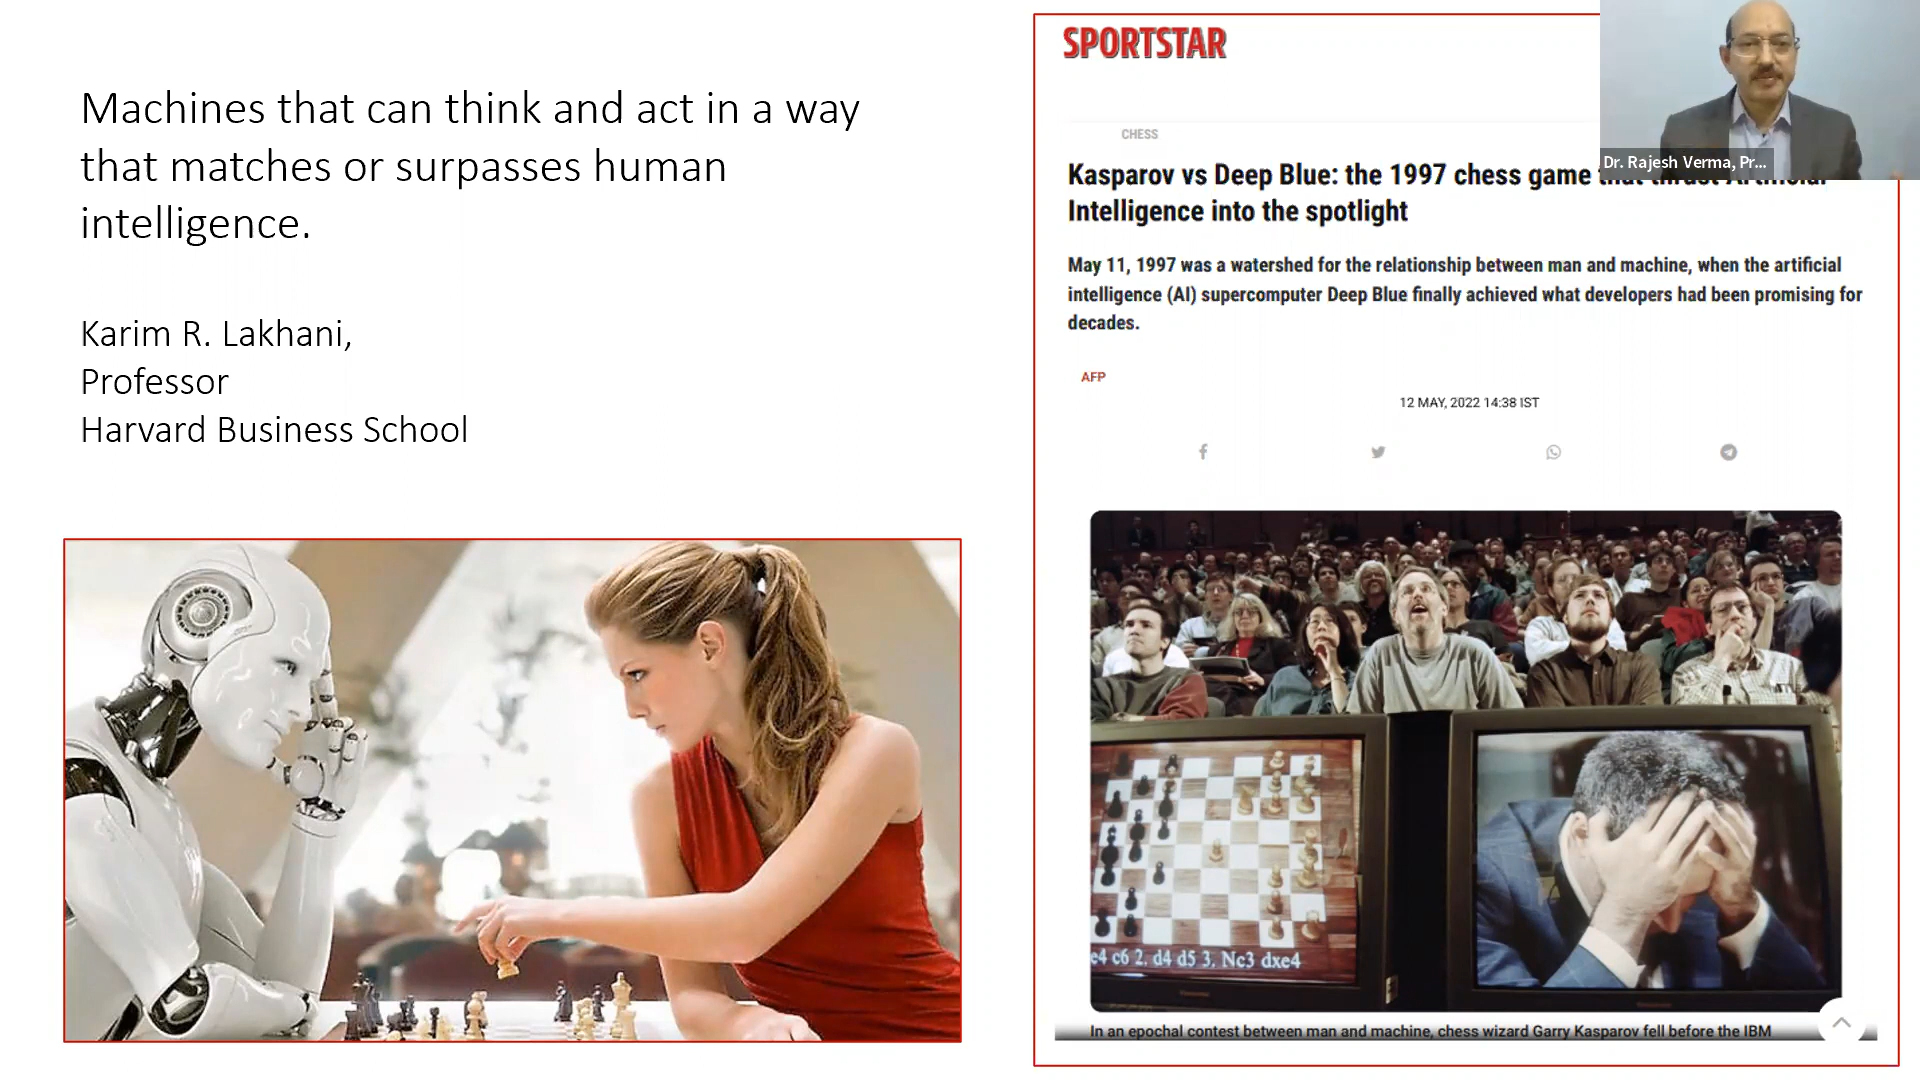 Machines that can think and act in a way
that matches or surpasses human
intelligence.
Karim R. Lakhani,
Professor
Harvard Business School
SPORTSTAR
CHESS
Kasparov vs Deep Blue: the 1997 chess game that thrust Artificial
Intelligence into the spotlight
May 11, 1997 was a watershed for the relationship between man and machine, when the artificial
intelligence (AI) supercomputer Deep Blue finally achieved what developers had been promising for
decades.
AFP
12 MAY, 2022 14:38 IST
e4 c6 2. d4 d5 3. Nc3 dxe4
In an epochal contest between man and machine, chess wizard Garry Kasparov fell before the IBM
Dr. Rajesh Verma, Pr...